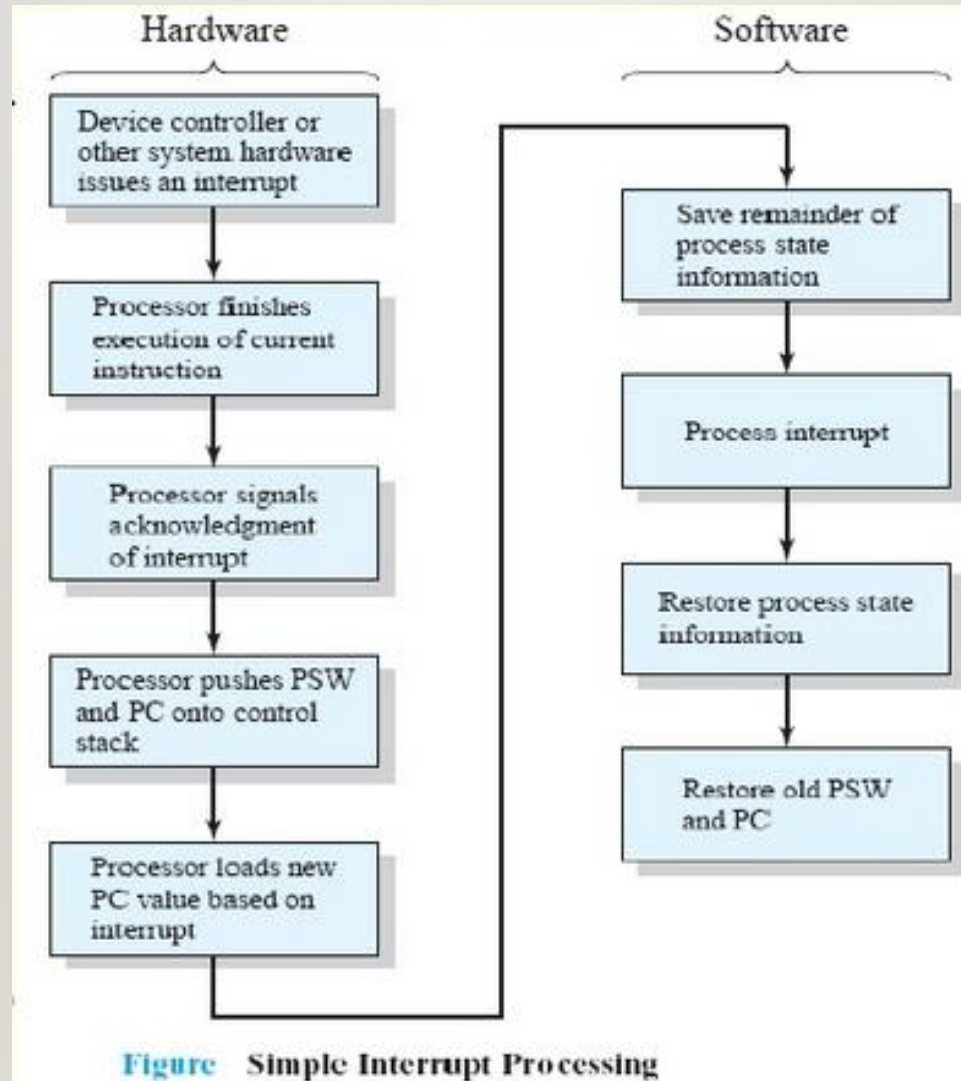 Hardware
Device controller or
other system hardware
issues an interrupt
Processor finishes
execution of current
instruction
Processor signals
acknowledgment
of interrupt
Processor pushes PSW
and PC onto control
stack
Processor loads new
PC value based on
interrupt
Software
Save remainder of
process state
information
Process interrupt
Restore process state
information
Restore old PSW
and PC
Figure Simple Interrupt Processing